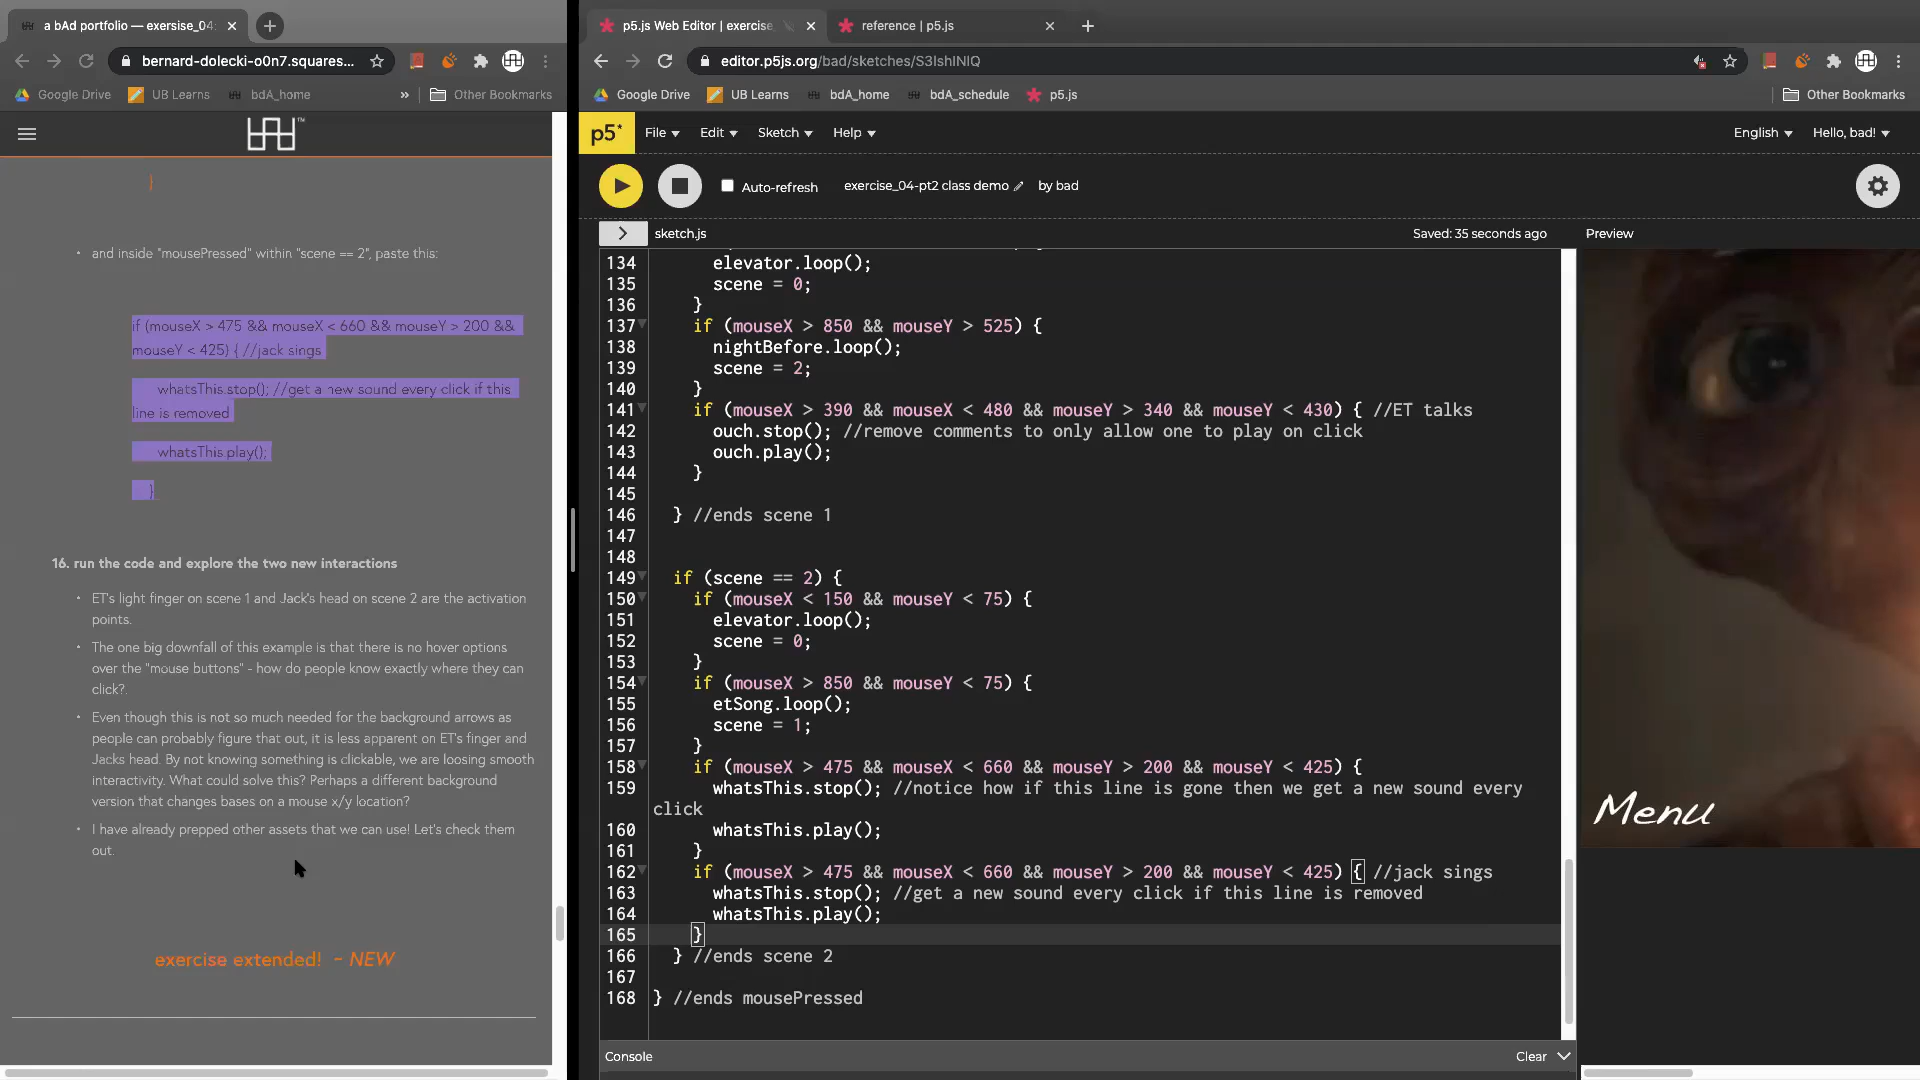 a bAd portfolio — exersise_04:
bernard-dolecki-o0n7.squares...
Google Drive
UB Learns
bdA_home
»
Other Bookmarks
}
• and inside "mousePressed" within "scene == 2", paste this:
if (mouseX > 475 && mouseX < 660 && mouseY > 200 &&
mouseY < 425) { //jack sings
whatsThis.stop(); //get a new sound every click if this
line is removed
whatsThis.play();
}
16. run the code and explore the two new interactions
• ET's light finger on scene 1 and Jack's head on scene 2 are the activation
points.
• The one big downfall of this example is that there is no hover options
over the "mouse buttons" - how do people know exactly where they can
click?.
• Even though this is not so much needed for the background arrows as
people can probably figure that out, it is less apparent on ET's finger and
Jacks head. By not knowing something is clickable, we are loosing smooth
interactivity. What could solve this? Perhaps a different background
version that changes bases on a mouse x/y location?
• I have already prepped other assets that we can use! Let's check them
out.
exercise extended! - NEW
p5.js Web Editor | exercise_
reference | p5.js
editor.p5js.org/bad/sketches/S3IshINIQ
Google Drive
UB Learns
bdA_home
bdA_schedule
p5.js
Other Bookmarks
p5*
File
Edit
Sketch
Help
English
Hello, bad!
Auto-refresh
exercise_04-pt2 class demo
by bad
sketch.js
Saved: 35 seconds ago
Preview
134 elevator.loop();
135 scene = 0;
136 }
137 if (mouseX > 850 && mouseY > 525) {
138 nightBefore.loop();
139 scene = 2;
140 }
141 if (mouseX > 390 && mouseX < 480 && mouseY > 340 && mouseY < 430) { //ET talks
142 ouch.stop(); //remove comments to only allow one to play on click
143 ouch.play();
144 }
145
146 } //ends scene 1
147
148
149 if (scene == 2) {
150 if (mouseX < 150 && mouseY < 75) {
151 elevator.loop();
152 scene = 0;
153 }
154 if (mouseX > 850 && mouseY < 75) {
155 etSong.loop();
156 scene = 1;
157 }
158 if (mouseX > 475 && mouseX < 660 && mouseY > 200 && mouseY < 425) {
159 whatsThis.stop(); //notice how if this line is gone then we get a new sound every
click
160 whatsThis.play();
161 }
162 if (mouseX > 475 && mouseX < 660 && mouseY > 200 && mouseY < 425) { //jack sings
163 whatsThis.stop(); //get a new sound every click if this line is removed
164 whatsThis.play();
165 }
166 } //ends scene 2
167
168 } //ends mousePressed
Console
Clear
Menu